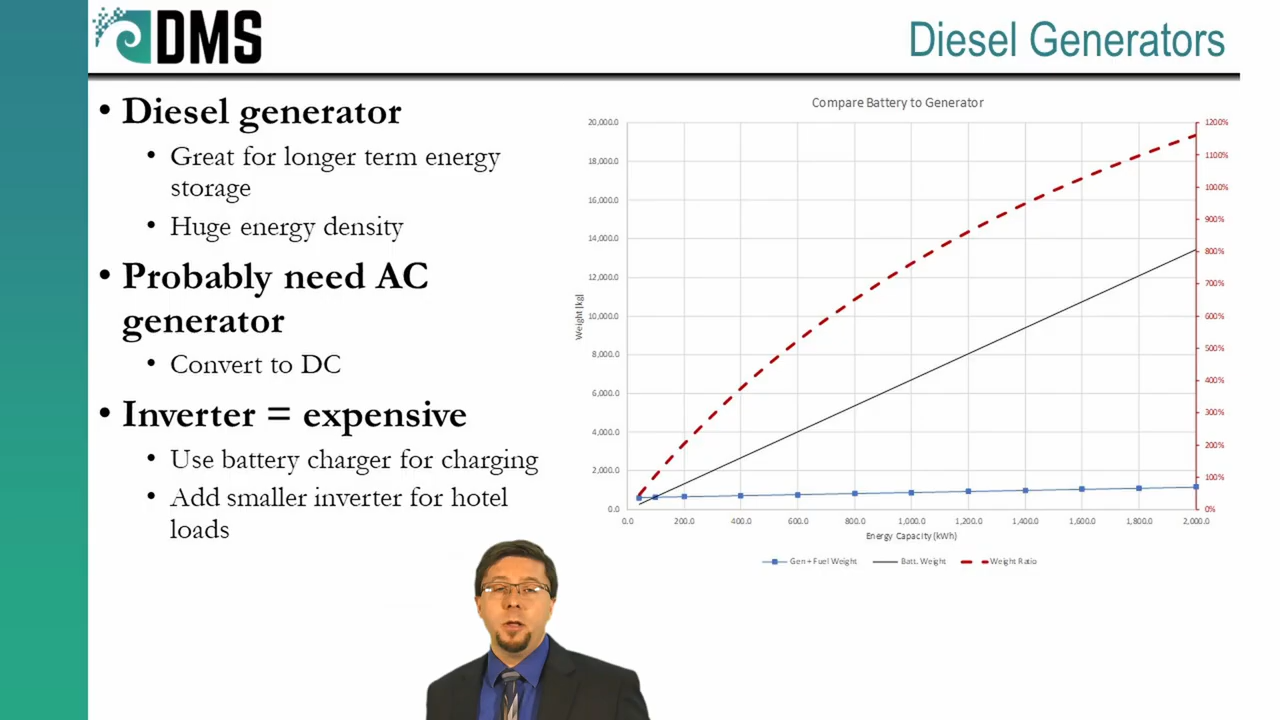 DMS
Diesel Generators
• Diesel generator
• Great for longer term energy
storage
• Huge energy density
• Probably need AC
generator
• Convert to DC
• Inverter = expensive
• Use battery charger for charging
• Add smaller inverter for hotel
loads
Compare Battery to Generator
20,000.0
18,000.0
16,000.0
14,000.0
12,000.0
10,000.0
8,000.0
6,000.0
4,000.0
2,000.0
0.0
Weight [kg]
1200%
1100%
1000%
900%
800%
700%
600%
500%
400%
300%
200%
100%
0%
0.0 200.0 400.0 600.0 800.0 1,000.0 1,200.0 1,400.0 1,600.0 1,800.0 2,000.0
Energy Capacity (kWh)
Gen + Fuel Weight Batt. Weight Weight Ratio